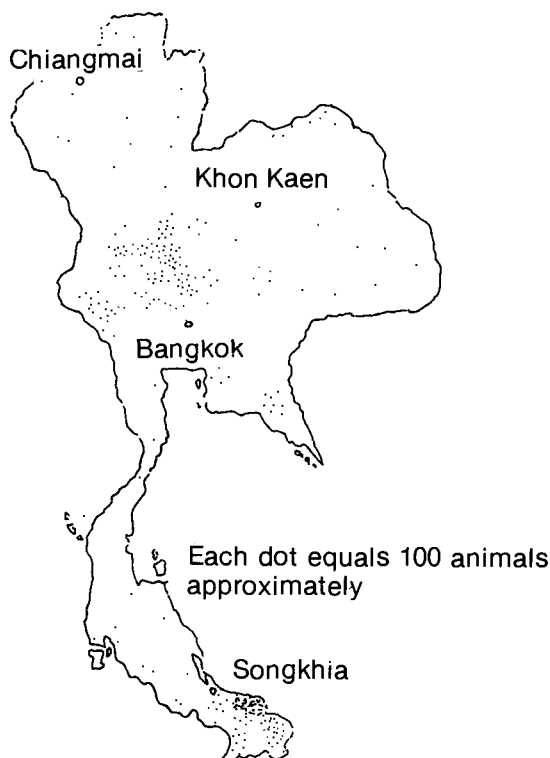 Chiangmai
Khon Kaen
Bangkok
Each dot equals 100 animals
approximately
Songkhia